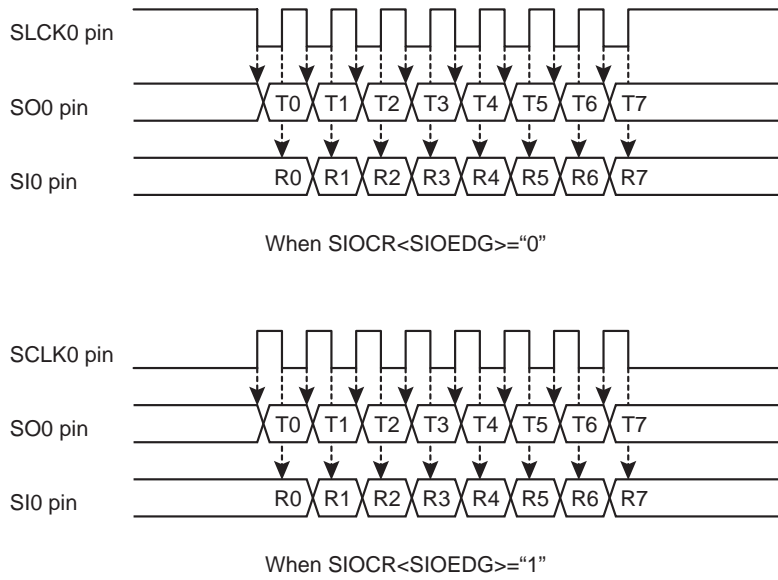 SLCK0 pin
SO0 pin T0 T1 T2 T3 T4 T5 T6 T7
SI0 pin R0 R1 R2 R3 R4 R5 R6 R7
When SIOCR<SIOEDG>=“0”
SCLK0 pin
SO0 pin T0 T1 T2 T3 T4 T5 T6 T7
SI0 pin R0 R1 R2 R3 R4 R5 R6 R7
When SIOCR<SIOEDG>=“1”